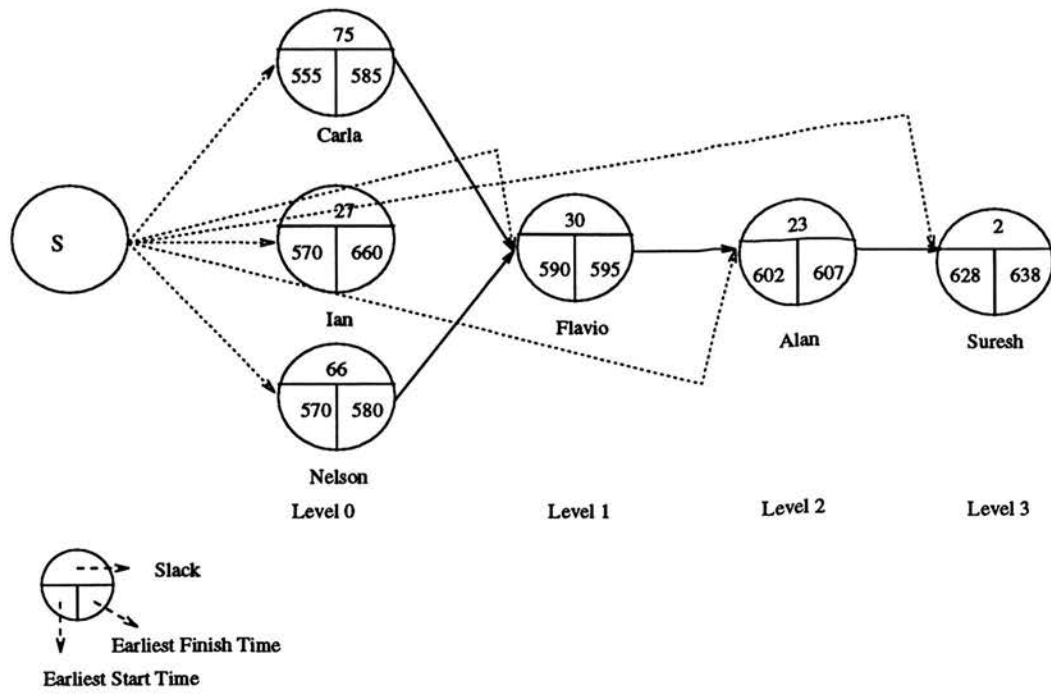 75
555 585
Carla
S
27
570 660
Ian
66
570 580
Nelson
30
590 595
Flavio
23
602 607
Alan
2
628 638
Suresh
Level 0 Level 1 Level 2 Level 3
Slack
Earliest Finish Time
Earliest Start Time